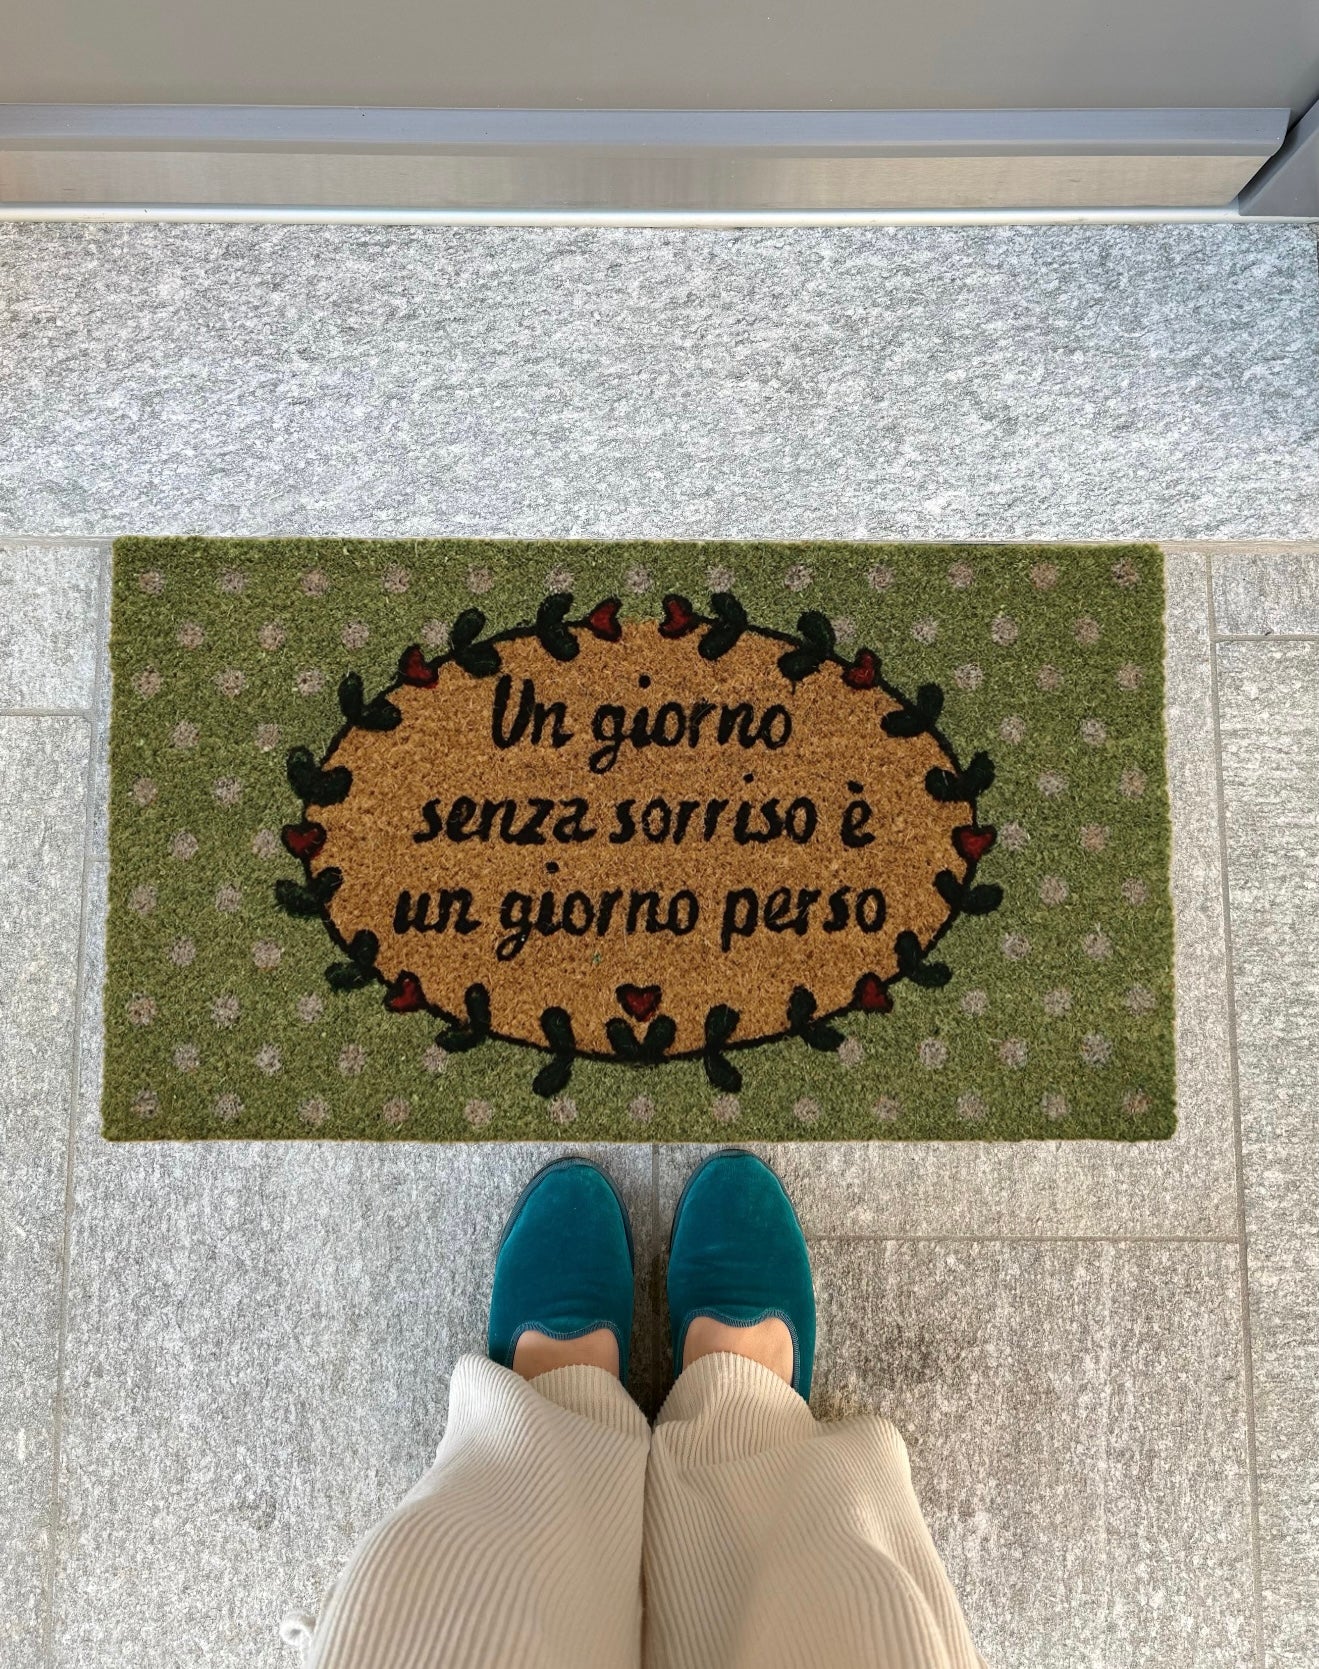 Un giorno
senza sorriso è
un giorno perso